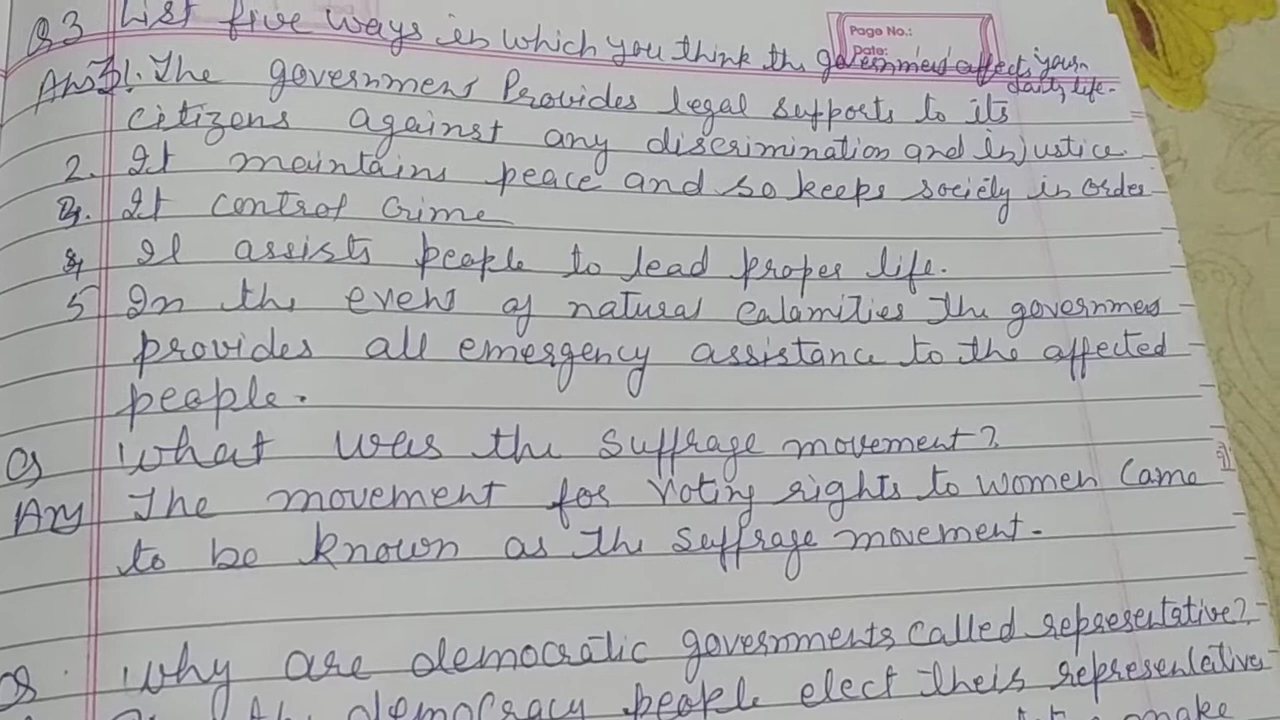 Q3 List five ways in which you think the government affects your
daily life.
Page No.:
Date:
Ans 1. The government Provides legal supports to its
citizens against any discrimination and injustice.
2. It maintains peace and so keeps society in order
3. It control crime
4 It assists people to lead proper life.
5 In the event of natural calamities the government
provides all emergency assistance to the affected
people.
Q What was the suffrage movement?
Ans The movement for voting rights to women came
to be known as the suffrage movement.
Q. Why are democratic governments called representative?
democracy people elect their representative
make